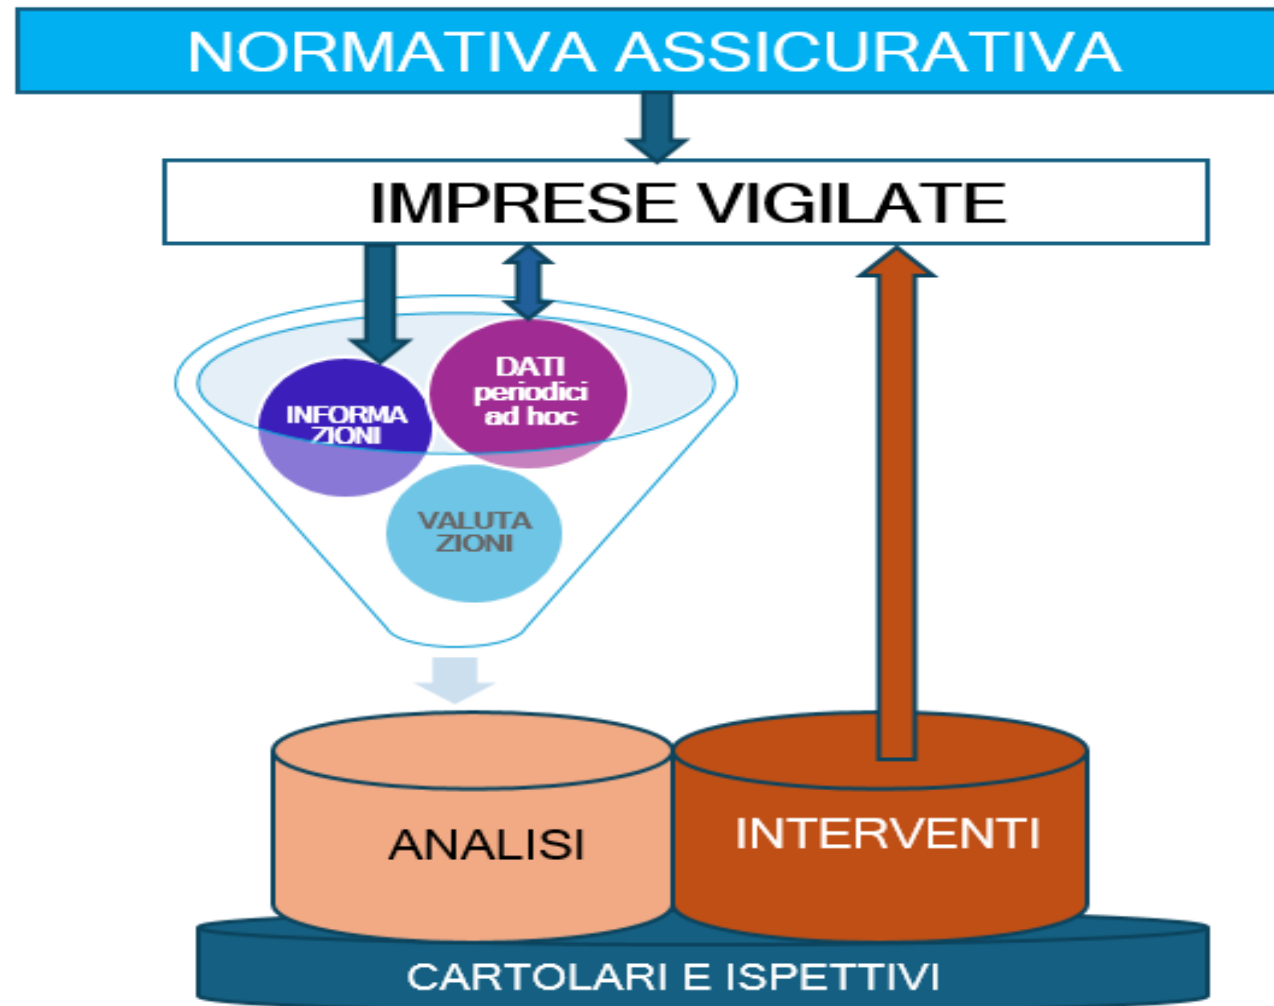 NORMATIVA ASSICURATIVA
IMPRESE VIGILATE
DATI
periodici
ad hoc
INFORMA
ZIONI
VALUTA
ZIONI
ANALISI
INTERVENTI
CARTOLARI E ISPETTIVI